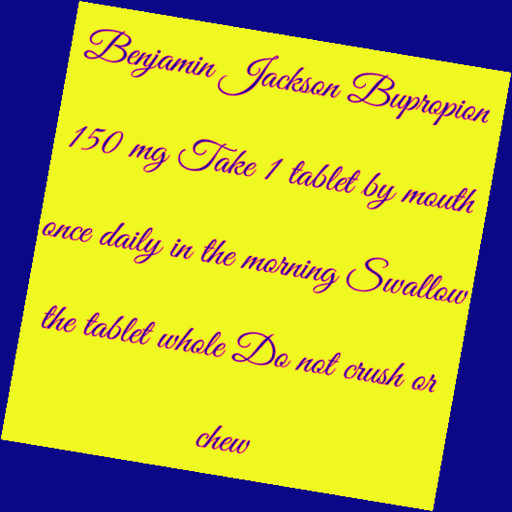 Benjamin Jackson Bupropion
150 mg Take 1 tablet by mouth
once daily in the morning Swallow
the tablet whole Do not crush or
chew